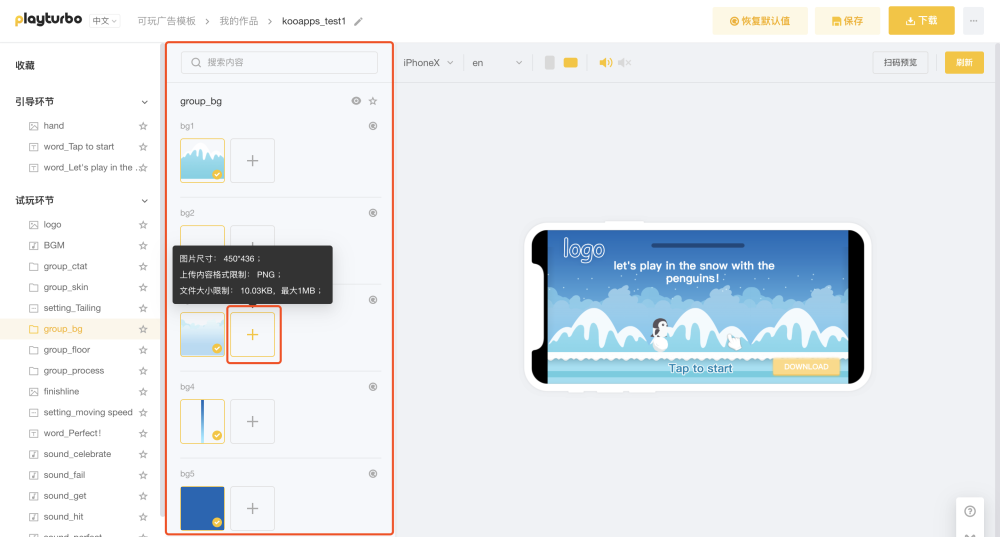 playturbo
中文
可玩广告模板
我的作品
kooapps_test1
恢复默认值
保存
下载
收藏
引导环节
hand
word_Tap to start
word_Let's play in the ..
试玩环节
logo
BGM
group_ctat
group_skin
setting_Tailing
group_bg
group_floor
group_process
finishline
setting_moving speed
word_Perfect!
sound_celebrate
sound_fail
sound_get
sound_hit
搜索内容
group_bg
bg1
bg2
图片尺寸： 450*436；
上传内容格式限制： PNG；
文件大小限制： 10.03KB，最大1MB；
bg4
bg5
iPhoneX
en
扫码预览
刷新
logo
let's play in the snow with the
penguins!
Tap to start
DOWNLOAD